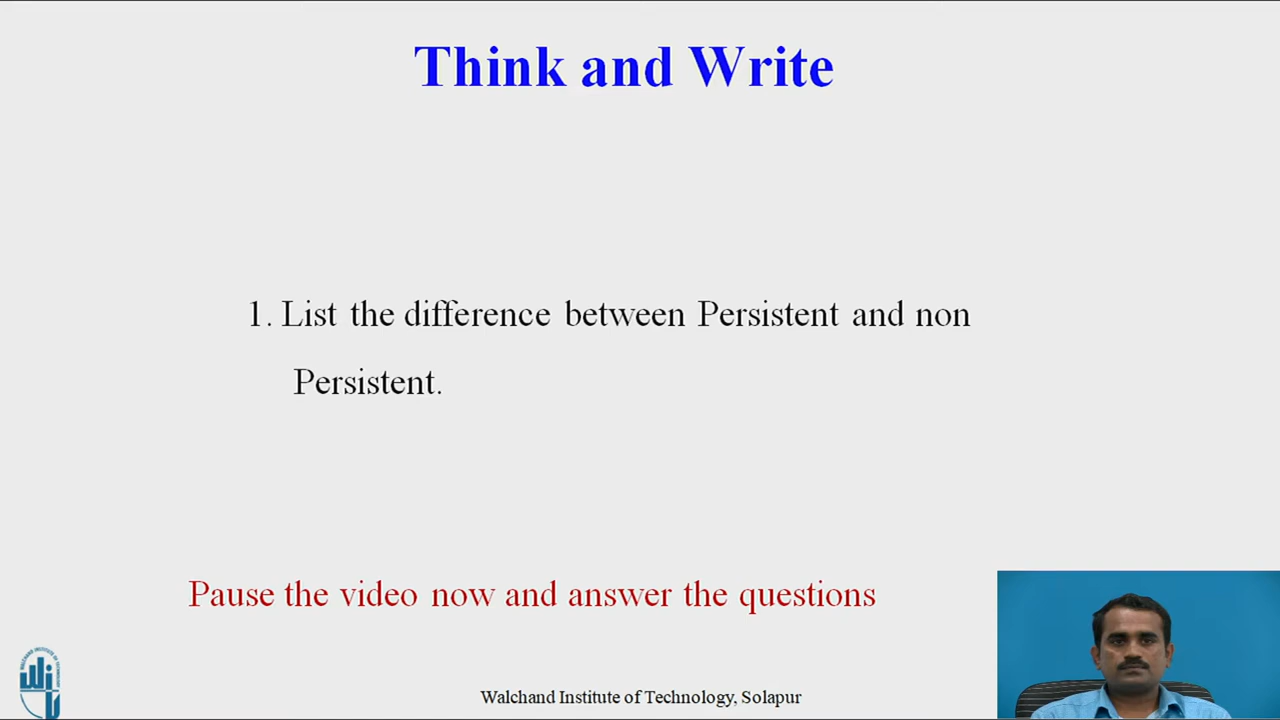 Think and Write
1. List the difference between Persistent and non
Persistent.
Pause the video now and answer the questions
Walchand Institute of Technology, Solapur